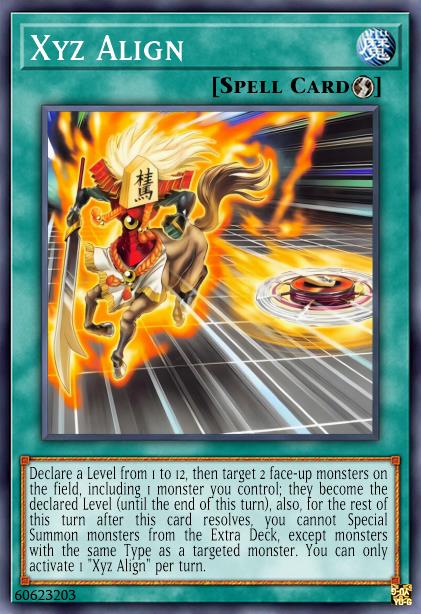 Xyz Align
魔
[Spell Card]
桂馬
Declare a Level from 1 to 12, then target 2 face-up monsters on
the field, including 1 monster you control; they become the
declared Level (until the end of this turn), also, for the rest of
this turn after this card resolves, you cannot Special
Summon monsters from the Extra Deck, except monsters
with the same Type as a targeted monster. You can only
activate 1 "Xyz Align" per turn.
60623203